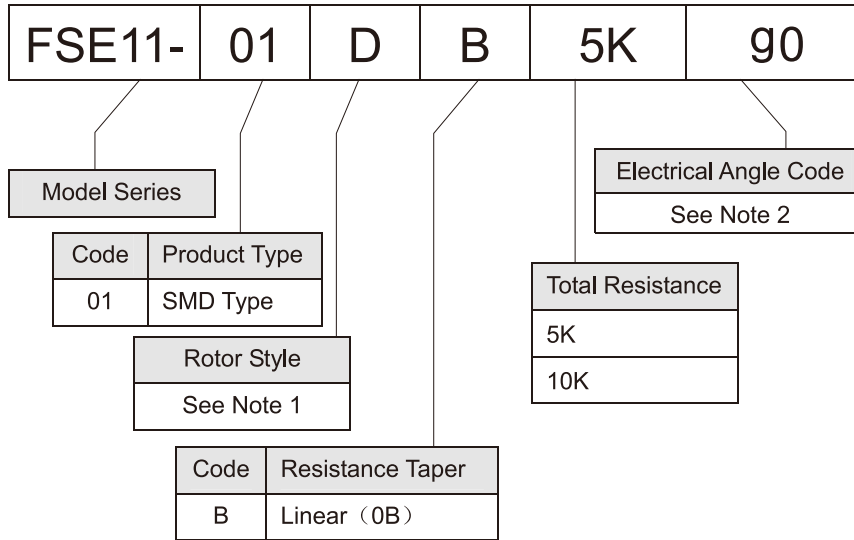 FSE11- 01 D B 5K g0
Model Series
Electrical Angle Code
See Note 2
Code Product Type
01 SMD Type
Total Resistance
5K
10K
Rotor Style
See Note 1
Code Resistance Taper
B Linear（0B）